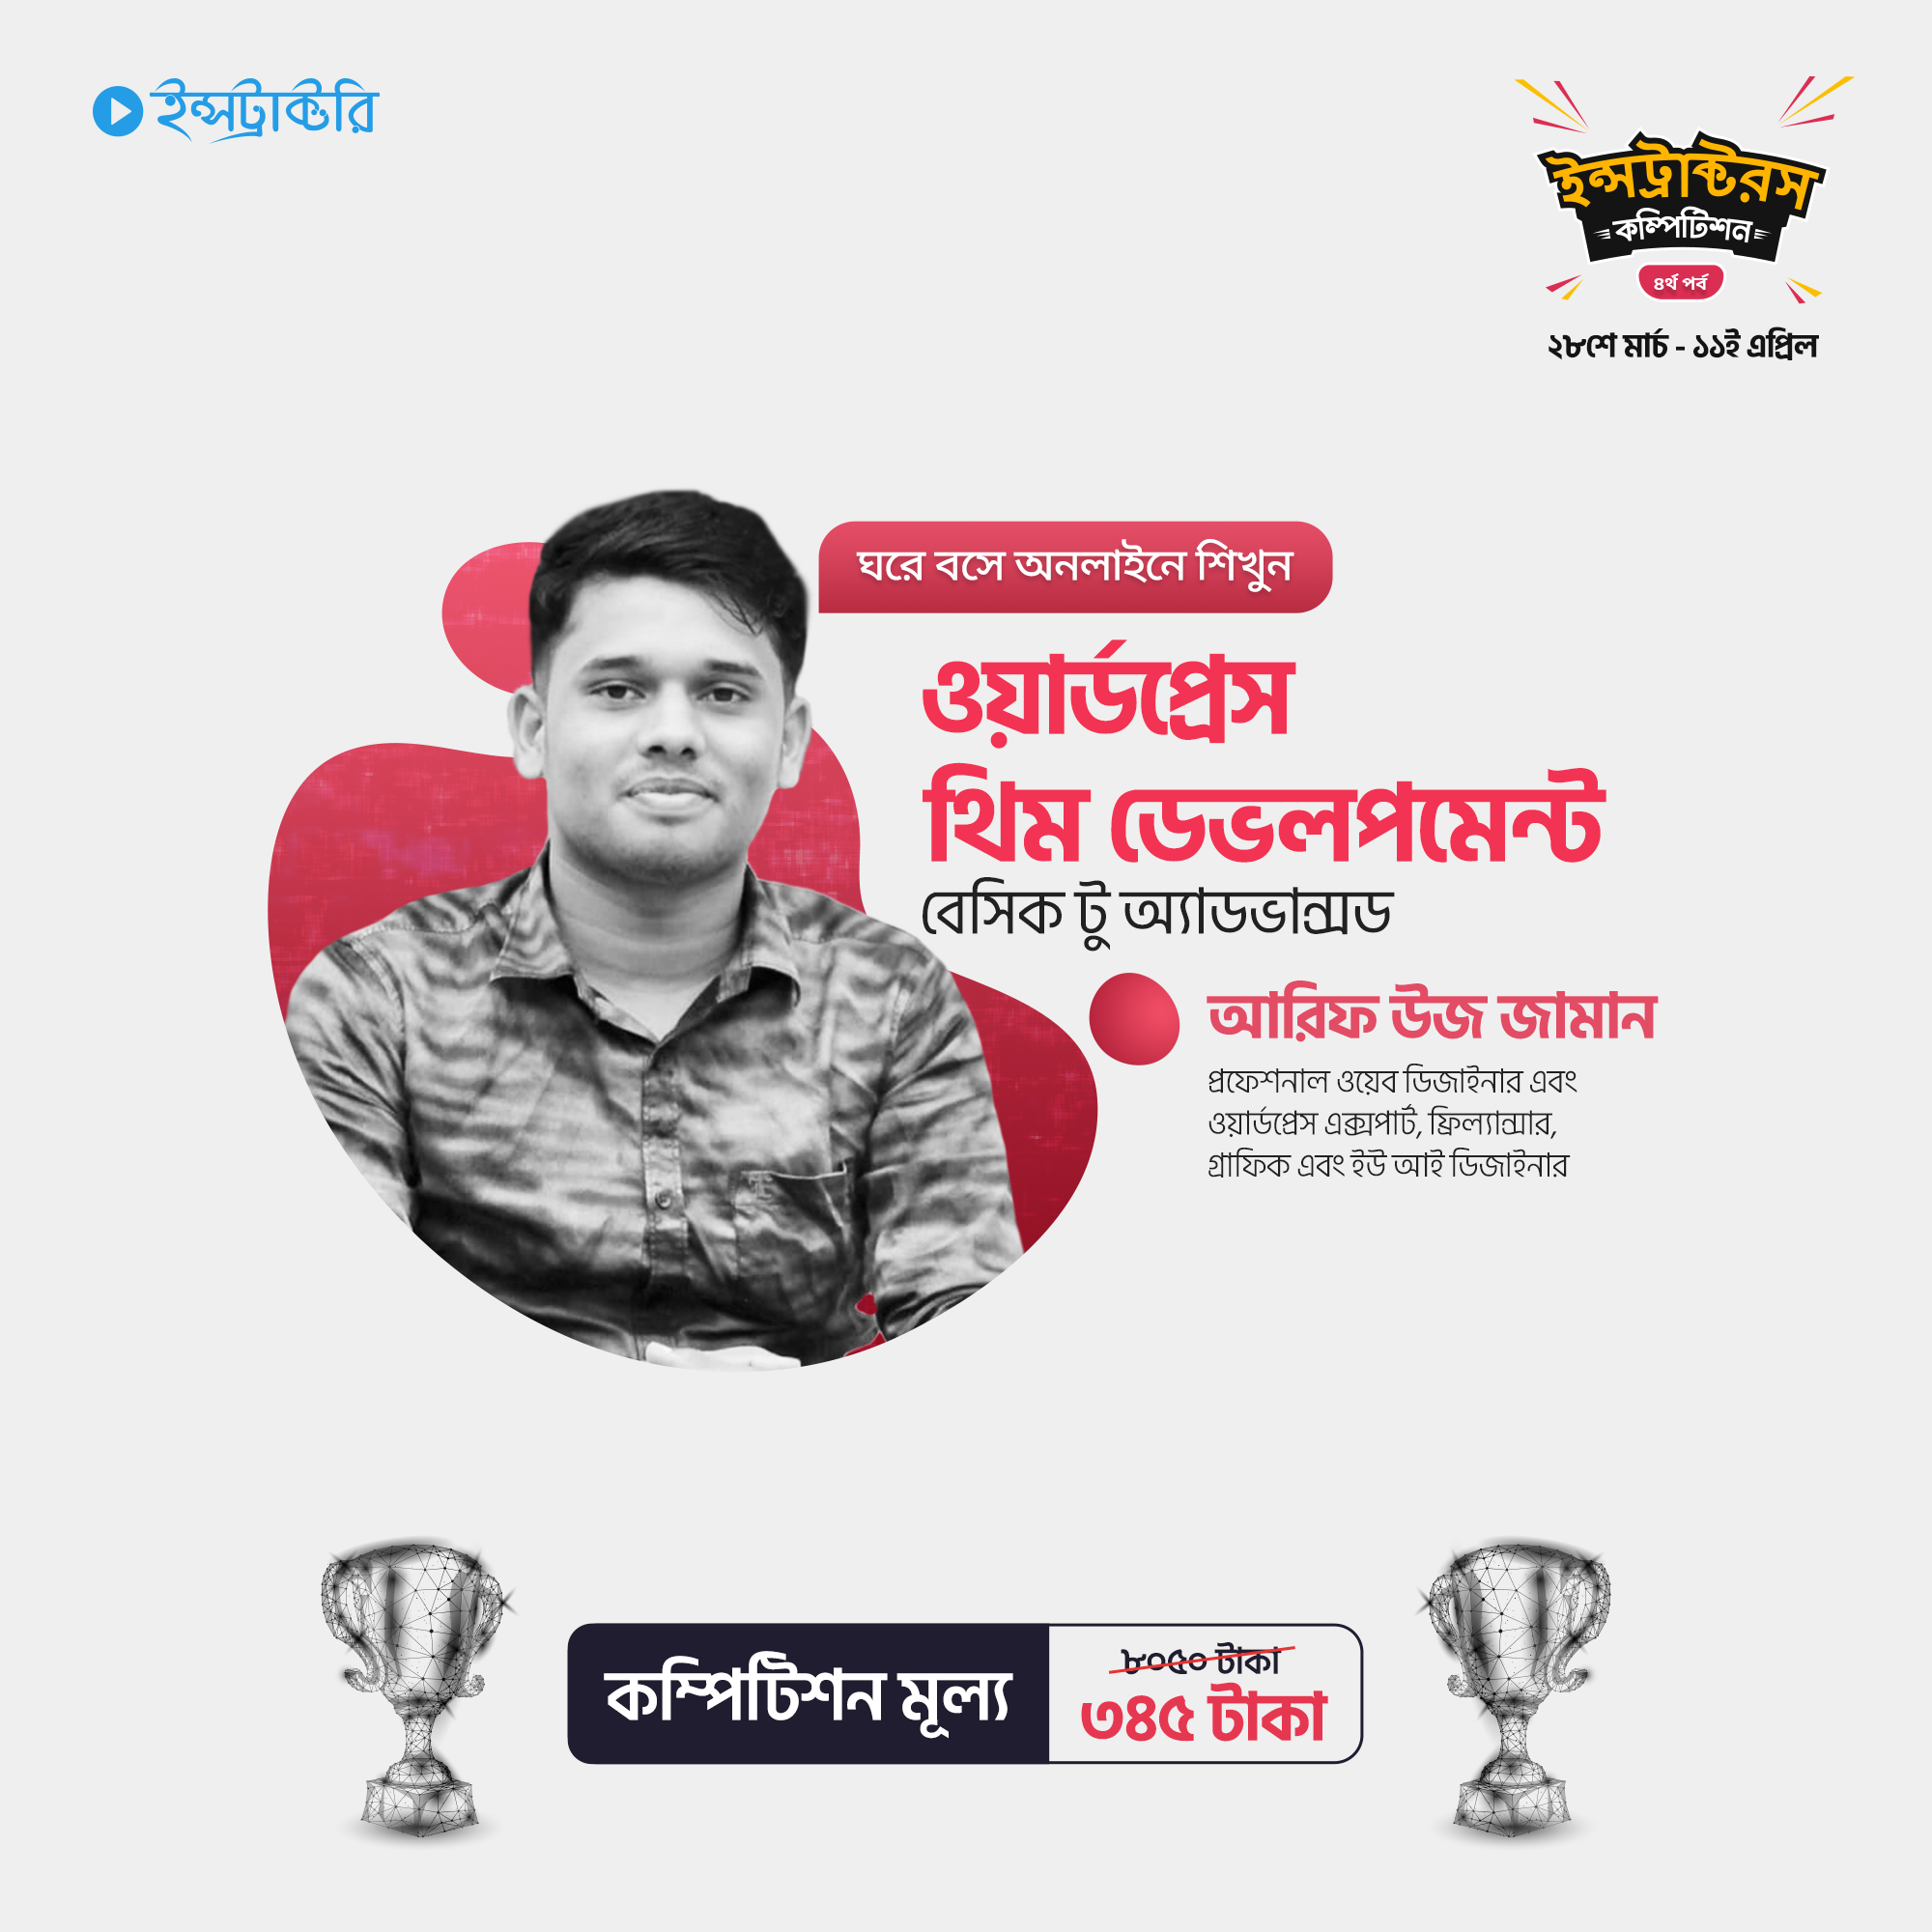 ইন্সট্রাক্টরি
ইন্সট্রাক্টরস
কম্পিটিশন
৪র্থ পর্ব
২৮শে মার্চ - ১১ই এপ্রিল
ঘরে বসে অনলাইনে শিখুন
ওয়ার্ডপ্রেস
থিম ডেভলপমেন্ট
বেসিক টু অ্যাডভান্সড
আরিফ উজ জামান
প্রফেশনাল ওয়েব ডিজাইনার এবং
ওয়ার্ডপ্রেস এক্সপার্ট, ফ্রিল্যান্সার,
গ্রাফিক এবং ইউ আই ডিজাইনার
কম্পিটিশন মূল্য
৮০৫০ টাকা
৩৪৫ টাকা